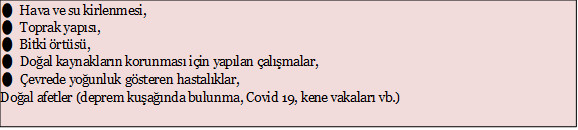 ● Hava ve su kirlenmesi,
● Toprak yapısı,
● Bitki örtüsü,
● Doğal kaynakların korunması için yapılan çalışmalar,
● Çevrede yoğunluk gösteren hastalıklar,
Doğal afetler (deprem kuşağında bulunma, Covid 19, kene vakaları vb.)